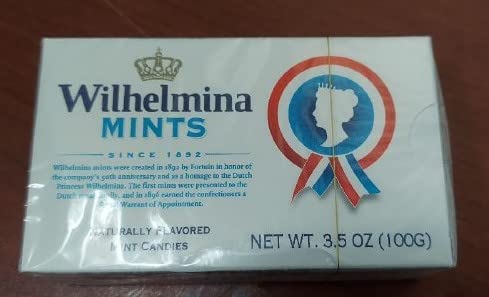 Wilhelmina
MINTS
SINCE 1892
Wilhelmina mints were created in 1892 by Fortuin in honor of
the company's 50th anniversary and as a homage to the Dutch
Princess Wilhelmina. The first mints were presented to the
Dutch royal family, and in 1896 earned the confectioners a
Warrant of Appointment.
NATURALLY FLAVORED
MINT CANDIES
NET WT. 3.5 OZ (100G)